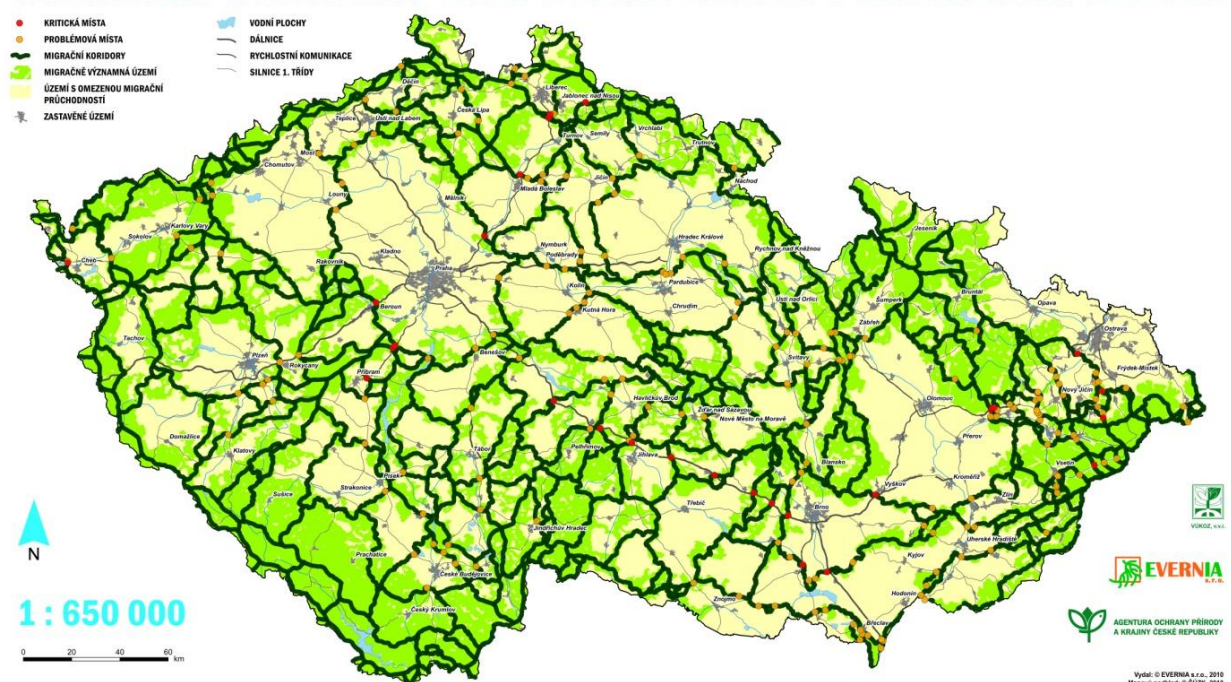 KRITICKÁ MÍSTA
PROBLÉMOVÁ MÍSTA
MIGRAČNÍ KORIDORY
MIGRAČNĚ VÝZNAMNÁ ÚZEMÍ
ÚZEMÍ S OMEZENOU MIGRAČNÍ
PRŮCHODNOSTÍ
ZASTAVĚNÉ ÚZEMÍ
VODNÍ PLOCHY
DÁLNICE
RYCHLOSTNÍ KOMUNIKACE
SILNICE 1. TŘÍDY
Děčín
Liberec
Jablonec nad Nisou
Teplice
Ústí nad Labem
Česká Lípa
Turnov
Semily
Vrchlabí
Trutnov
Most
Chomutov
Jičín
Náchod
Mladá Boleslav
Louny
Mělník
Karlovy Vary
Sokolov
Cheb
Jeseník
Hradec Králové
Rychnov nad Kněžnou
Nymburk
Poděbrady
Kladno
Rakovník
Praha
Kolín
Pardubice
Bruntál
Opava
Ústí nad Orlicí
Šumperk
Beroun
Kutná Hora
Chrudim
Zábřeh
Ostrava
Tachov
Benešov
Svitavy
Plzeň
Rokycany
Příbram
Frýdek-Místek
Nový Jičín
Havlíčkův Brod
Žďár nad Sázavou
Nové Město na Moravě
Olomouc
Domažlice
Klatovy
Tábor
Pelhřimov
Jihlava
Přerov
Blansko
Vsetín
Písek
Strakonice
Sušice
Vyškov
Kroměříž
Zlín
Třebíč
Brno
Jindřichův Hradec
VÚKOZ, v.v.i.
N
Prachatice
Uherské Hradiště
Kyjov
České Budějovice
EVERNIA
s.r.o.
Znojmo
Hodonín
1 : 650 000
Český Krumlov
Břeclav
AGENTURA OCHRANY PŘÍRODY
A KRAJINY ČESKÉ REPUBLIKY
0 20 40 60
km
Vydal: © EVERNIA s.r.o., 2010